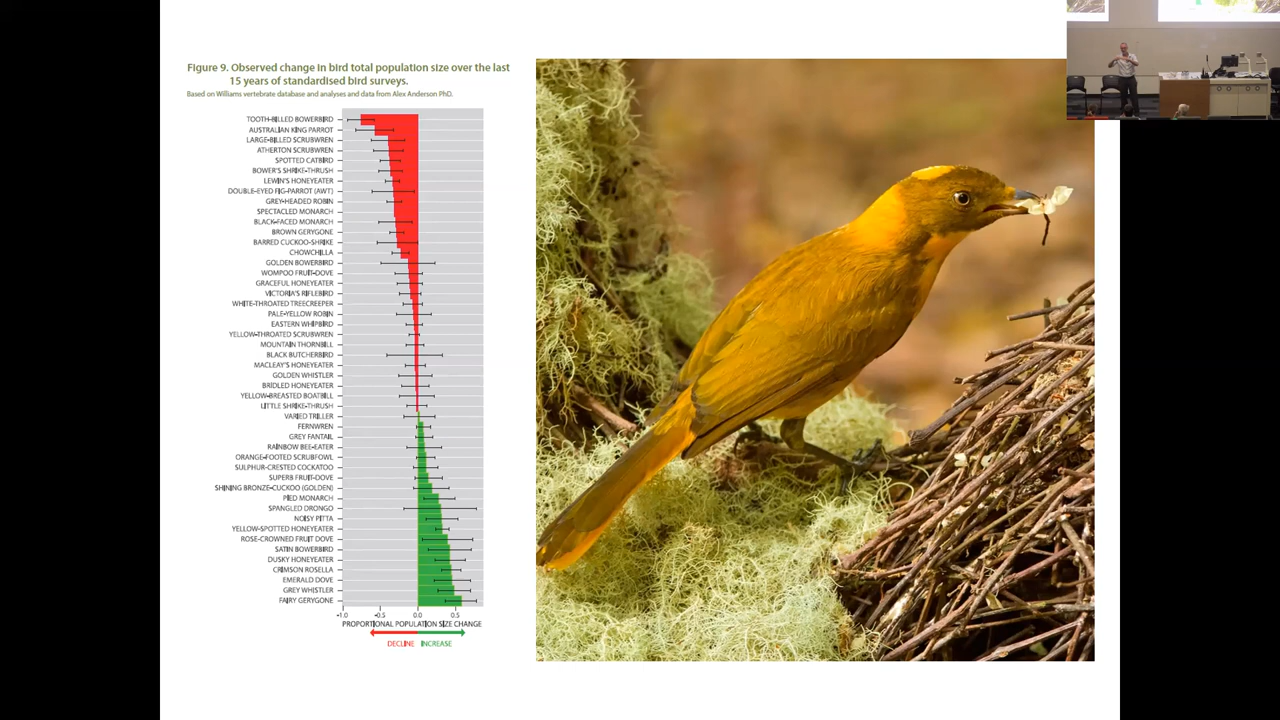 Figure 9. Observed change in bird total population size over the last
15 years of standardised bird surveys.
Based on Williams vertebrate database and analyses and data from Alex Anderson PhD.
TOOTH-BILLED BOWERBIRD
AUSTRALIAN KING PARROT
LARGE-BILLED SCRUBWREN
ATHERTON SCRUBWREN
SPOTTED CATBIRD
BOWER'S SHRIKE-THRUSH
LEWIN'S HONEYEATER
DOUBLE-EYED FIG-PARROT (AWT)
GREY-HEADED ROBIN
SPECTACLED MONARCH
BLACK-FACED MONARCH
BROWN GERYGONE
BARRED CUCKOO-SHRIKE
CHOWCHILLA
GOLDEN BOWERBIRD
WOMPOO FRUIT-DOVE
GRACEFUL HONEYEATER
VICTORIA'S RIFLEBIRD
WHITE-THROATED TREECREEPER
PALE-YELLOW ROBIN
EASTERN WHIPBIRD
YELLOW-THROATED SCRUBWREN
MOUNTAIN THORNBILL
BLACK BUTCHERBIRD
MACLEAY'S HONEYEATER
GOLDEN WHISTLER
BRIDLED HONEYEATER
YELLOW-BREASTED BOATBILL
LITTLE SHRIKE-THRUSH
VARIED TRILLER
FERNWREN
GREY FANTAIL
RAINBOW BEE-EATER
ORANGE-FOOTED SCRUBFOWL
SULPHUR-CRESTED COCKATOO
SUPERB FRUIT-DOVE
SHINING BRONZE-CUCKOO (GOLDEN)
PIED MONARCH
SPANGLED DRONGO
NOISY PITTA
YELLOW-SPOTTED HONEYEATER
ROSE-CROWNED FRUIT DOVE
SATIN BOWERBIRD
DUSKY HONEYEATER
CRIMSON ROSELLA
EMERALD DOVE
GREY WHISTLER
FAIRY GERYGONE
-1.0 -0.5 0.0 0.5
PROPORTIONAL POPULATION SIZE CHANGE
DECLINE INCREASE